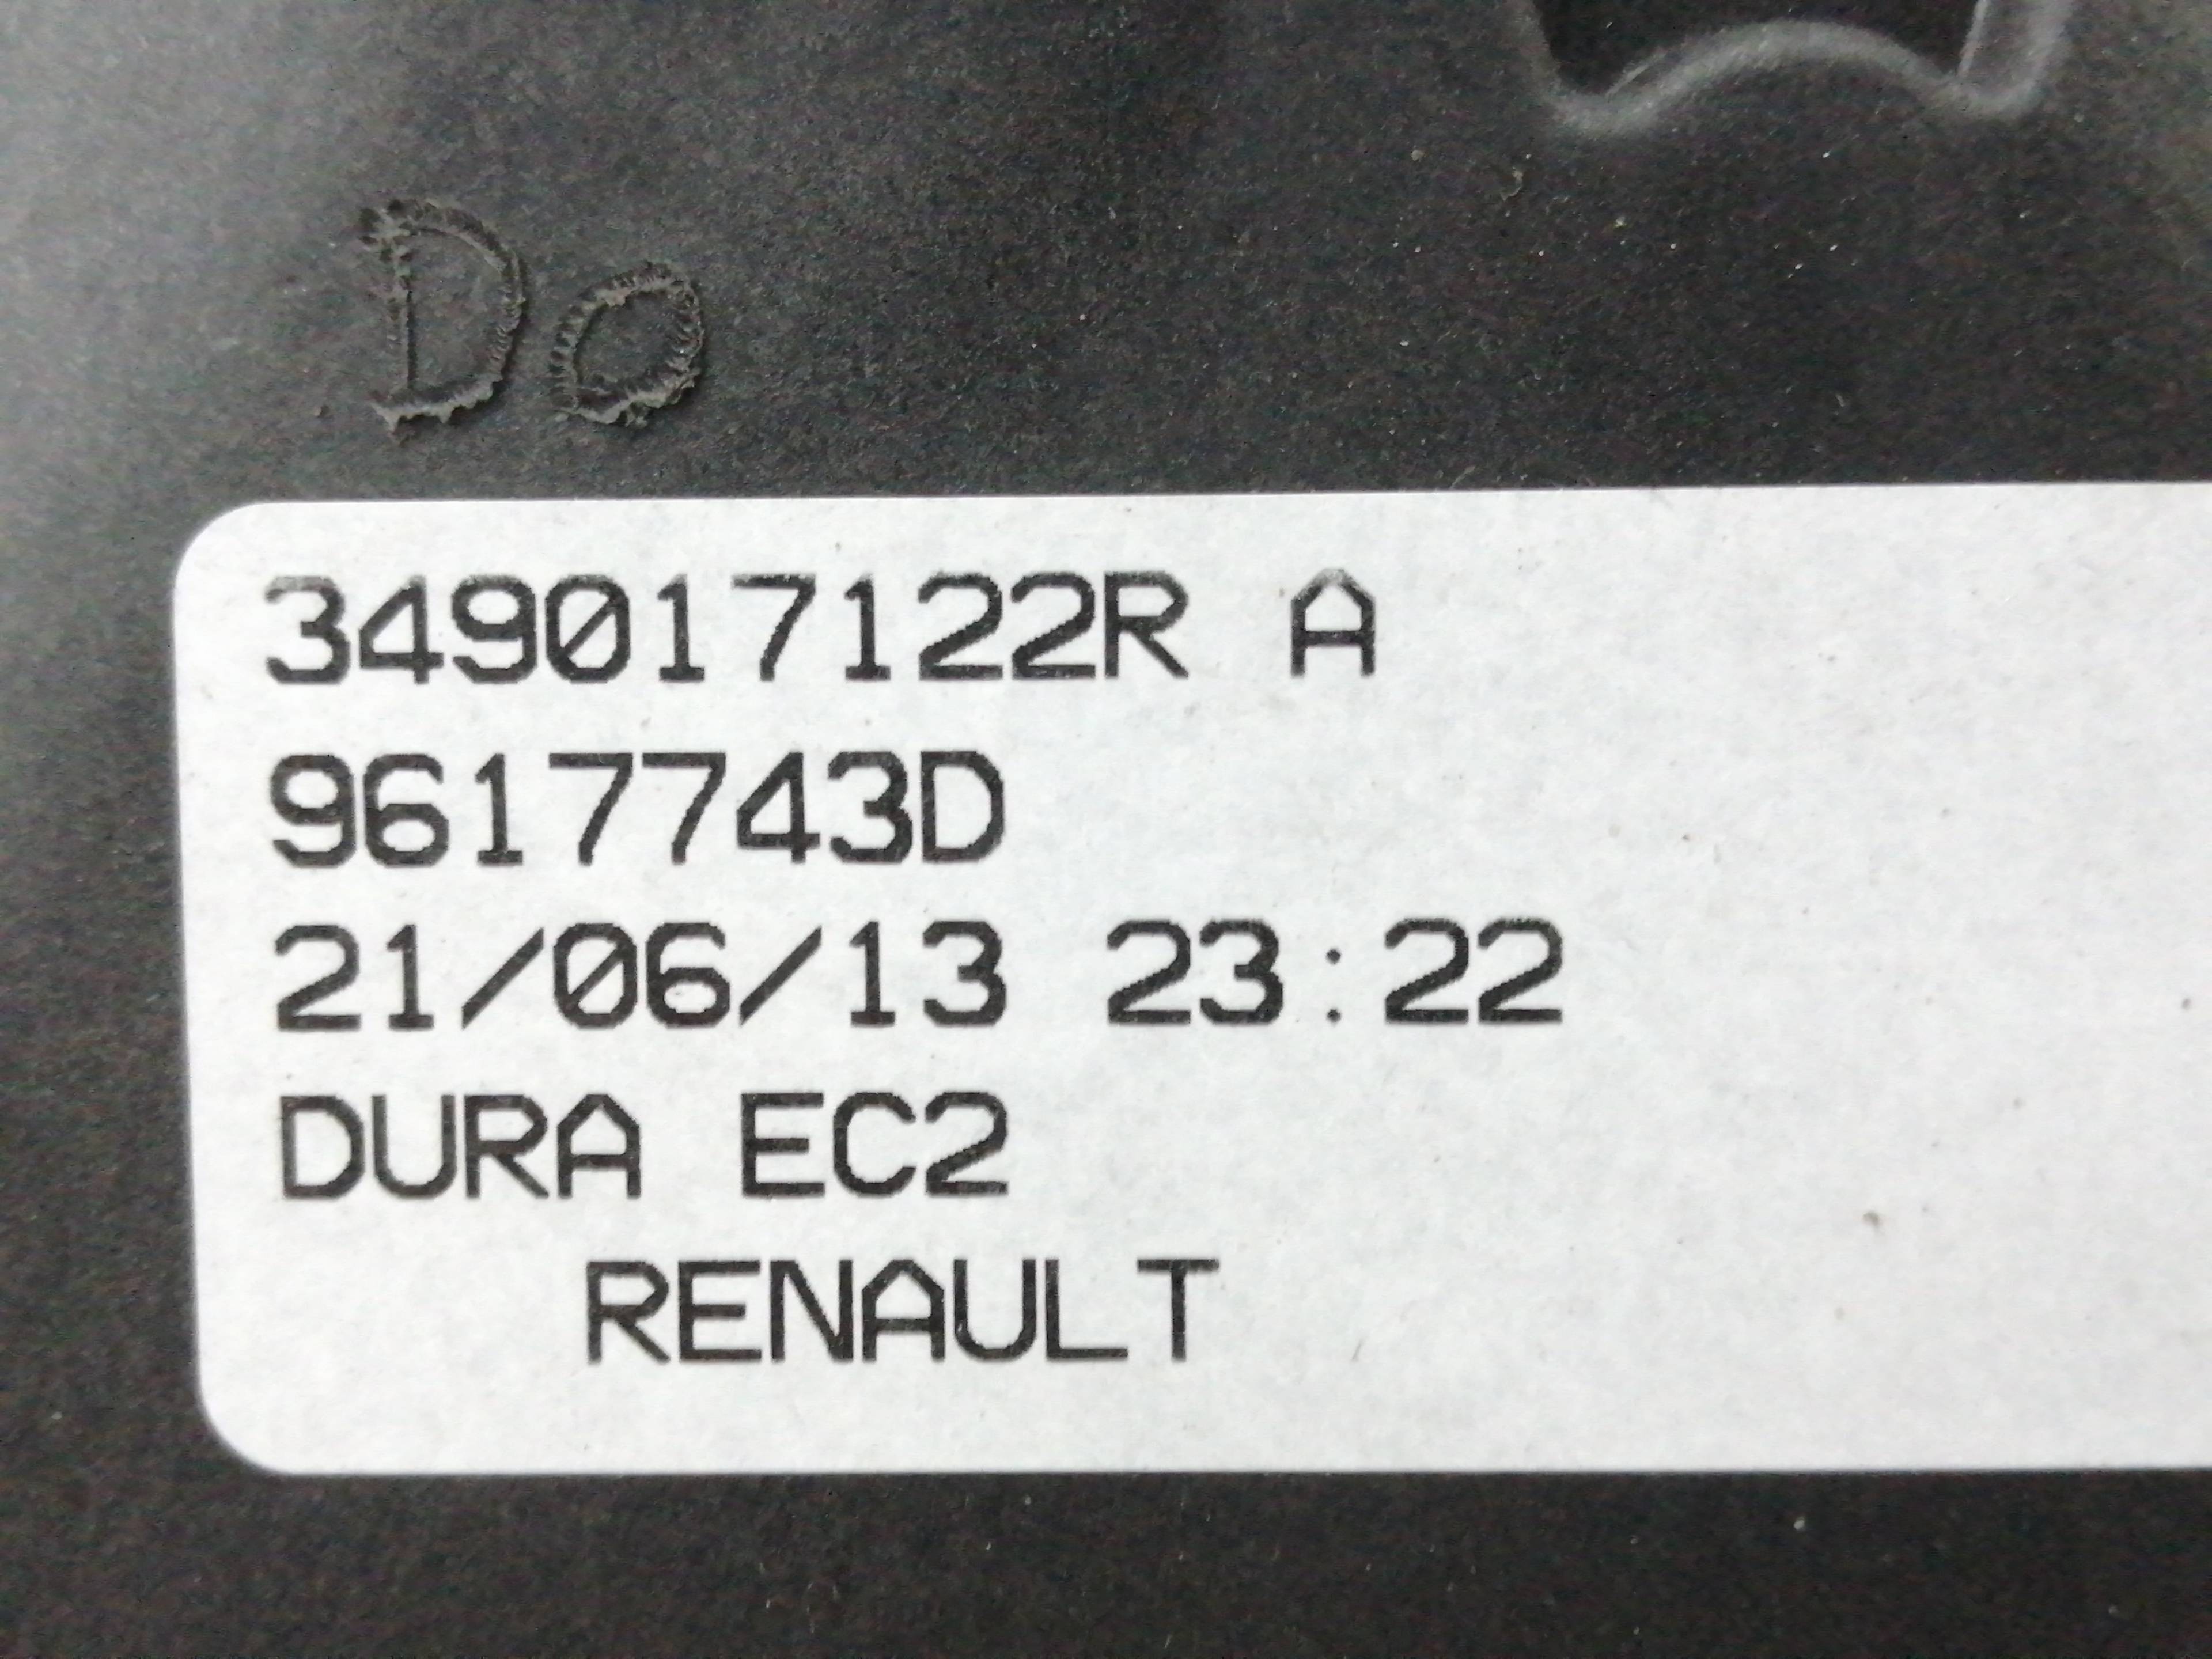 Do
349017122R A
9617743D
21/06/13 23:22
DURA EC2
RENAULT